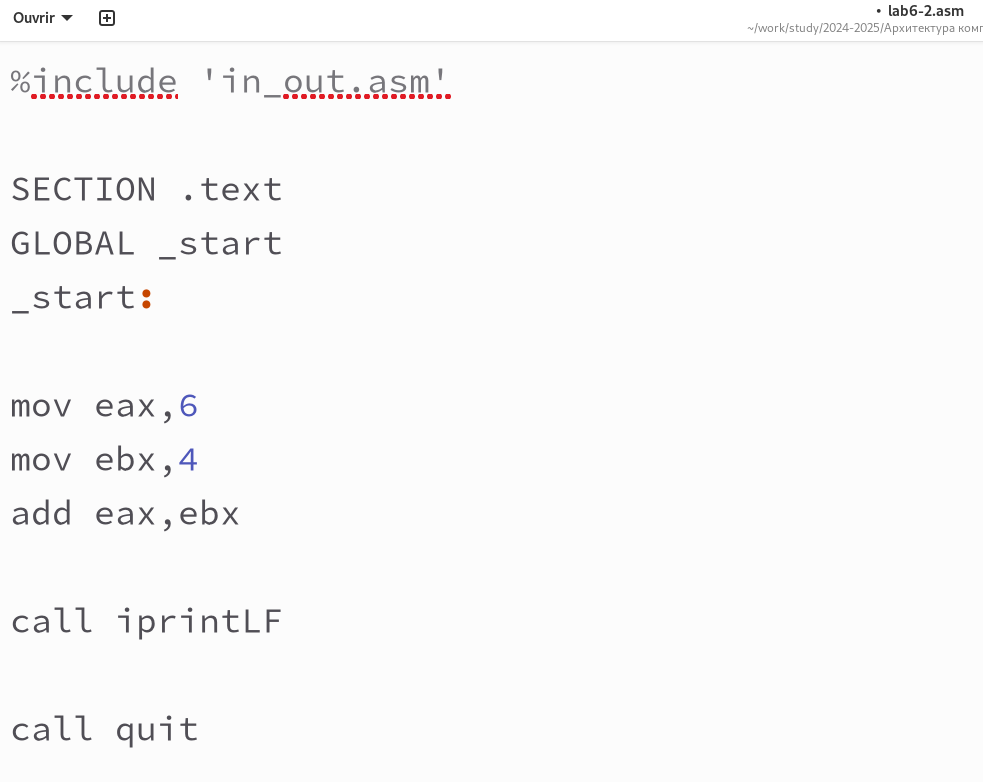 Ouvrir
• lab6-2.asm
~/work/study/2024-2025/Архитектура комп
%include 'in_out.asm'
SECTION .text
GLOBAL _start
_start:
mov eax,6
mov ebx,4
add eax,ebx
call iprintLF
call quit